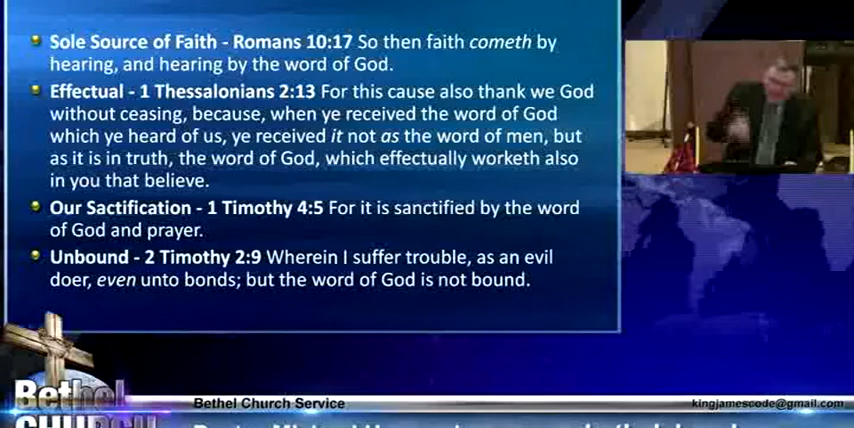 Sole Source of Faith - Romans 10:17 So then faith cometh by
hearing, and hearing by the word of God.
Effectual - 1 Thessalonians 2:13 For this cause also thank we God
without ceasing, because, when ye received the word of God
which ye heard of us, ye received it not as the word of men, but
as it is in truth, the word of God, which effectually worketh also
in you that believe.
Our Sactification - 1 Timothy 4:5 For it is sanctified by the word
of God and prayer.
Unbound - 2 Timothy 2:9 Wherein I suffer trouble, as an evil
doer, even unto bonds; but the word of God is not bound.
Bethel
CHURCH
Bethel Church Service
kingjamescode@gmail.com